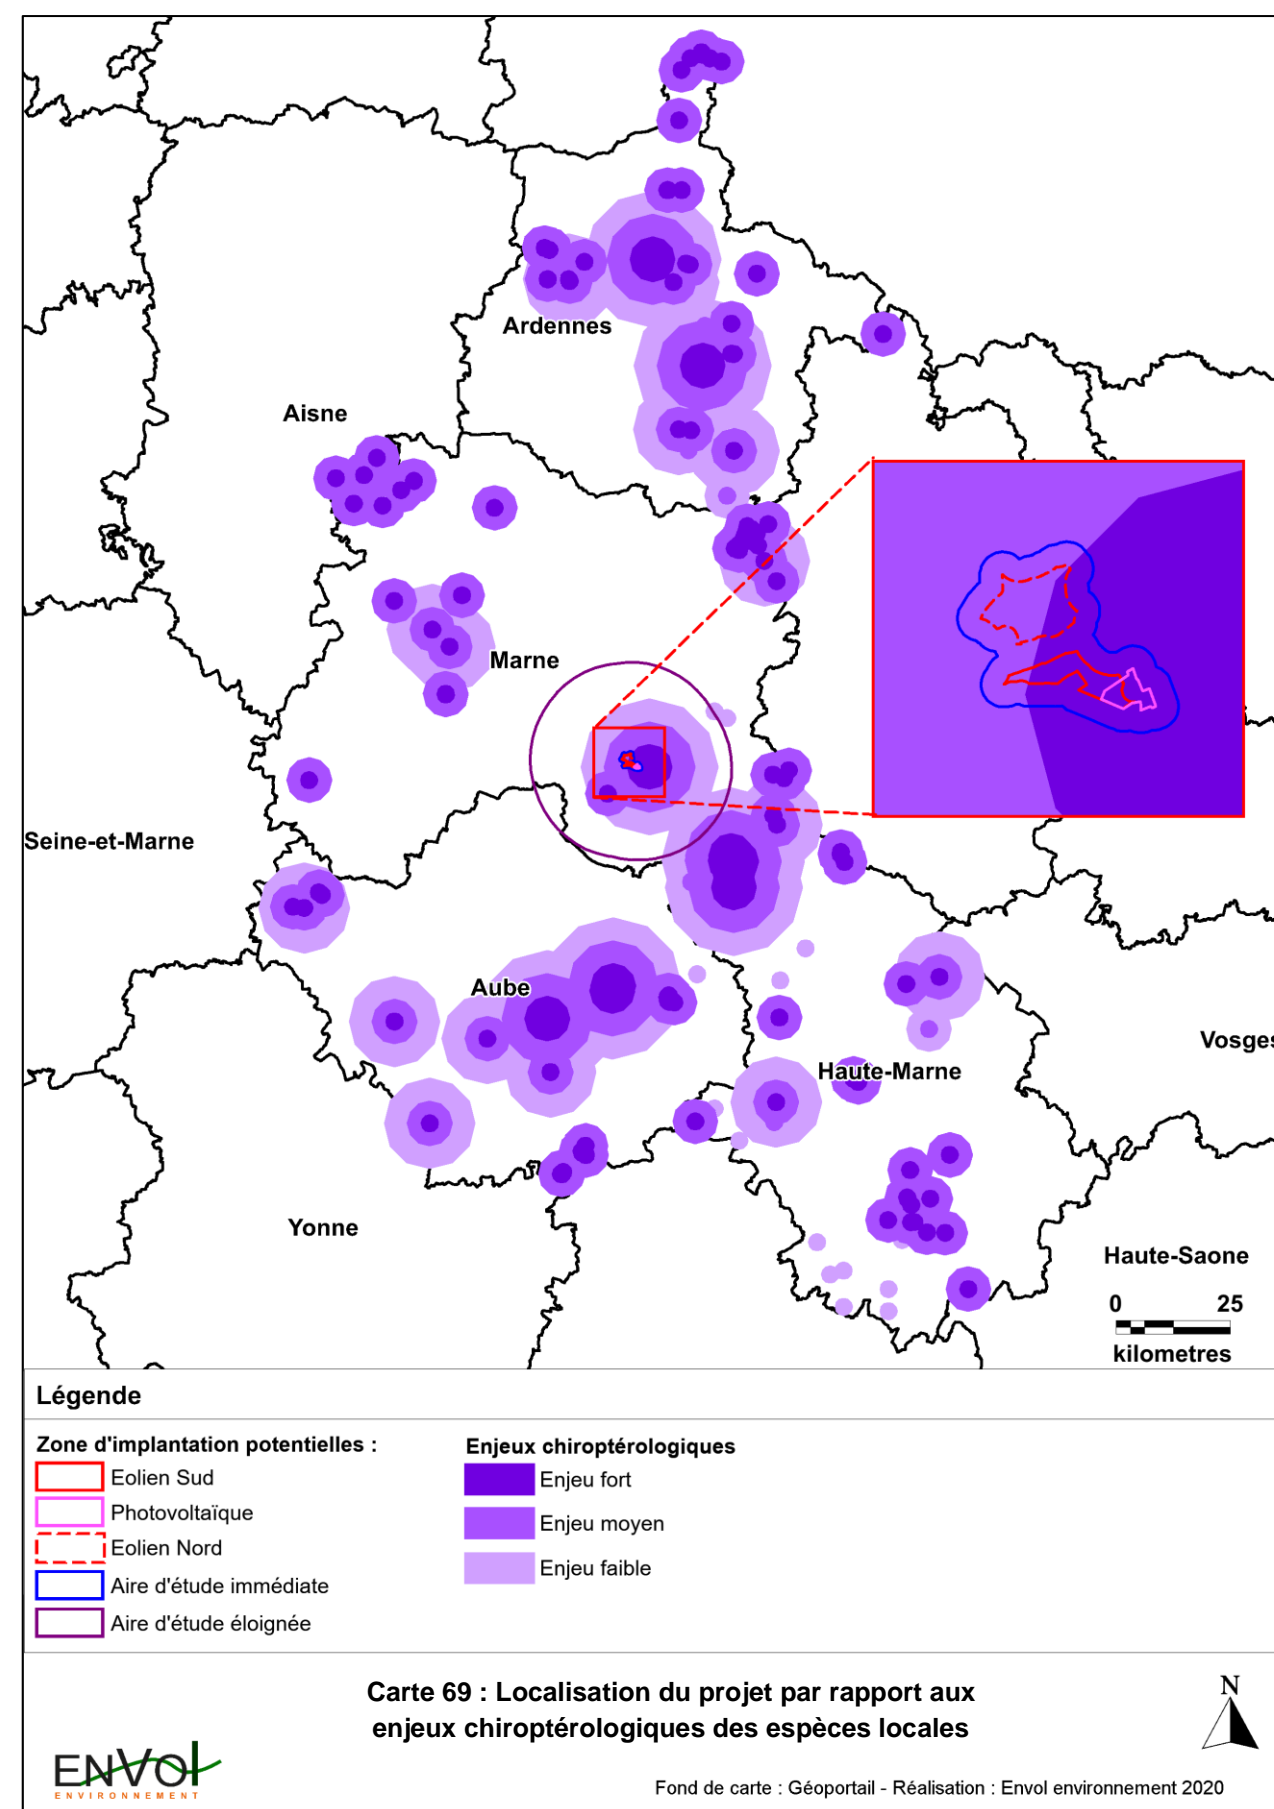 Ardennes
Aisne
Marne
Seine-et-Marne
Aube
Vosges
Haute-Marne
Yonne
Haute-Saone
0 25
kilometres
Légende
Zone d'implantation potentielles :
Eolien Sud
Photovoltaïque
Eolien Nord
Aire d'étude immédiate
Aire d'étude éloignée
Enjeux chiroptérologiques
Enjeu fort
Enjeu moyen
Enjeu faible
Carte 69 : Localisation du projet par rapport aux
enjeux chiroptérologiques des espèces locales
N
ENVOl
ENVIRONNEMENT
Fond de carte : Géoportail - Réalisation : Envol environnement 2020